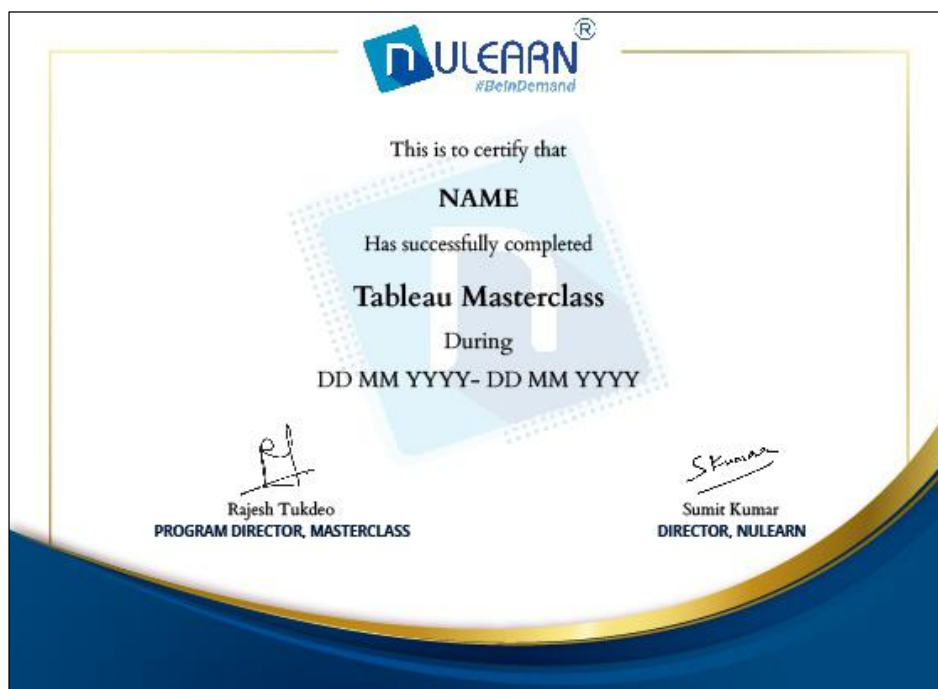 nULEARN®
#BeInDemand
This is to certify that
NAME
Has successfully completed
Tableau Masterclass
During
DD MM YYYY- DD MM YYYY
SKumar
Rajesh Tukdeo
PROGRAM DIRECTOR, MASTERCLASS
Sumit Kumar
DIRECTOR, NULEARN